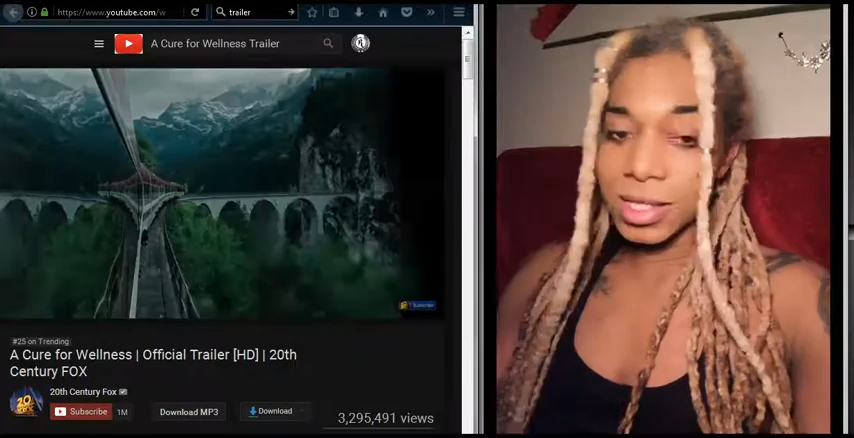 https://www.youtube.com/w
trailer
A Cure for Wellness Trailer
Subscribe
#25 on Trending
A Cure for Wellness | Official Trailer [HD] | 20th
Century FOX
20th Century Fox
Subscribe 1M
Download MP3
Download
3,295,491 views